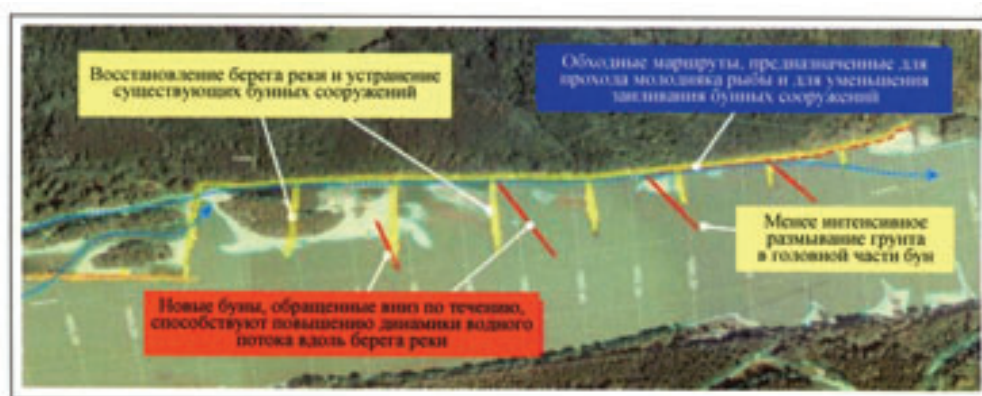 Восстановление берега реки и устранение
существующих бунных сооружений
Обходные маршруты, предназначенные для
прохода молодняка рыбы и для уменьшения
заиливания бунных сооружений
Менее интенсивное
размывание грунта
в головной части бун
Новые буны, обращенные вниз по течению,
способствуют повышению динамики водного
потока вдоль берега реки